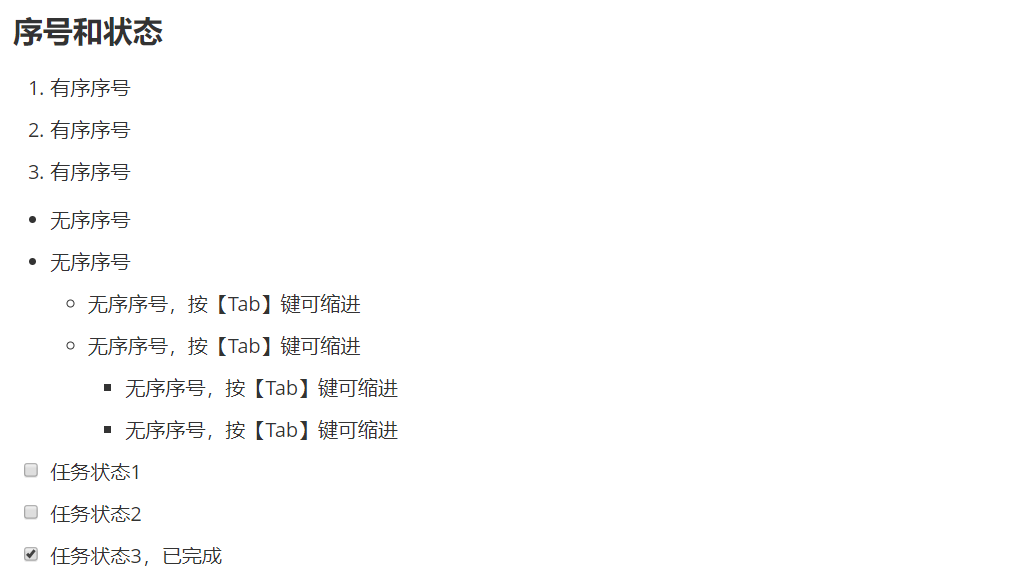 序号和状态
1. 有序序号
2. 有序序号
3. 有序序号
无序序号
无序序号
无序序号，按【Tab】键可缩进
无序序号，按【Tab】键可缩进
无序序号，按【Tab】键可缩进
无序序号，按【Tab】键可缩进
任务状态1
任务状态2
任务状态3，已完成